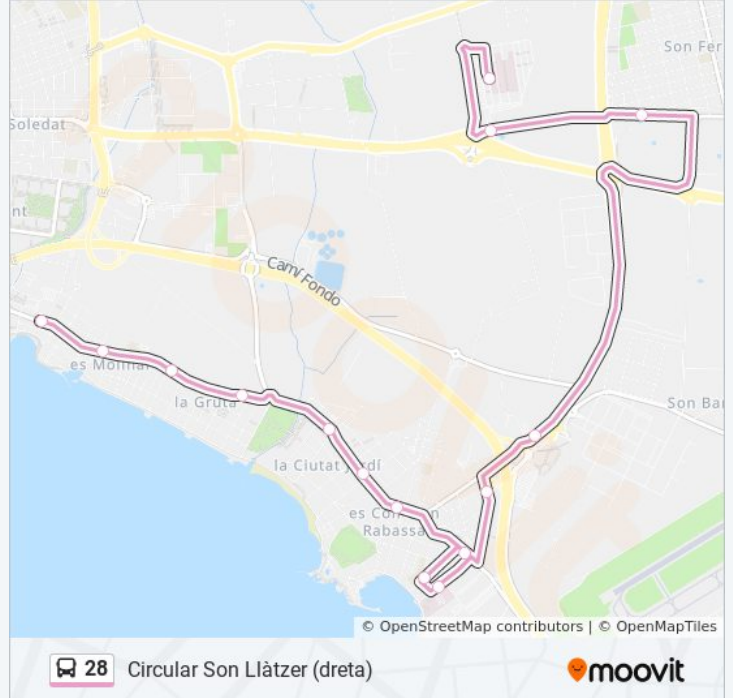 Son Fer
Soledat
nt
Camí Fondo
es Molinar
la Gruta
Son Ba
la Ciutat Jardí
es Coll d'en
Rabassa
© OpenStreetMap contributors | © OpenMapTiles
28 Circular Son Llàtzer (dreta)
moovit